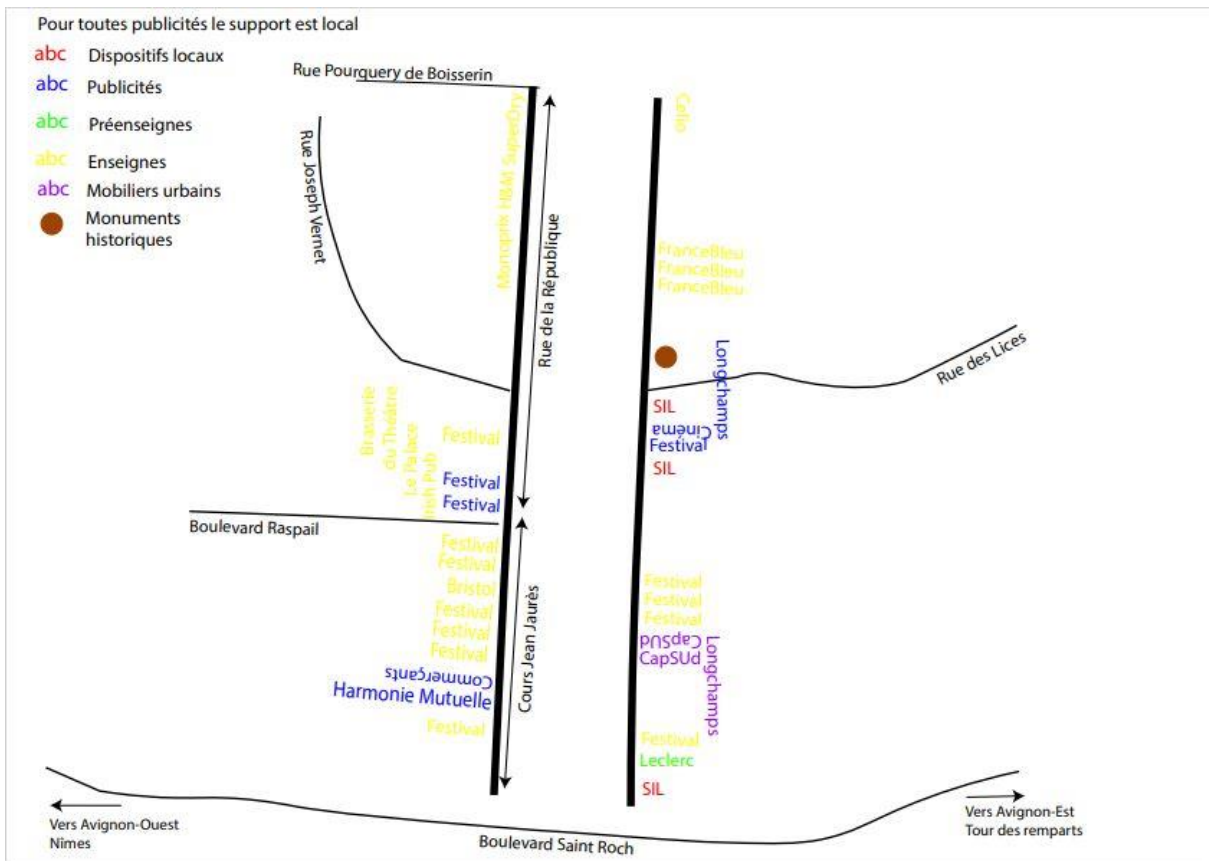 Pour toutes publicités le support est local
abc Dispositifs locaux
abc Publicités
abc Préenseignes
abc Enseignes
abc Mobiliers urbains
Monuments
historiques
Rue Pourquery de Boisserin
Rue Joseph Vernet
Monoprix H&M SuperDry
Rue de la République
Celio
FranceBleu
FranceBleu
FranceBleu
Longchamps
Rue des Lices
SIL
Cinéma
Festival
SIL
Brasserie
du Théâtre
Le Palace
Irish Pub
Festival
Festival
Festival
Boulevard Raspail
Festival
Festival
Bristol
Festival
Festival
Festival
Commerçants
Harmonie Mutuelle
Festival
Cours Jean Jaurès
Festival
Festival
Festival
CapSUd
CapSUd
Longchamps
Festival
Leclerc
SIL
Vers Avignon-Ouest
Nîmes
Boulevard Saint Roch
Vers Avignon-Est
Tour des remparts